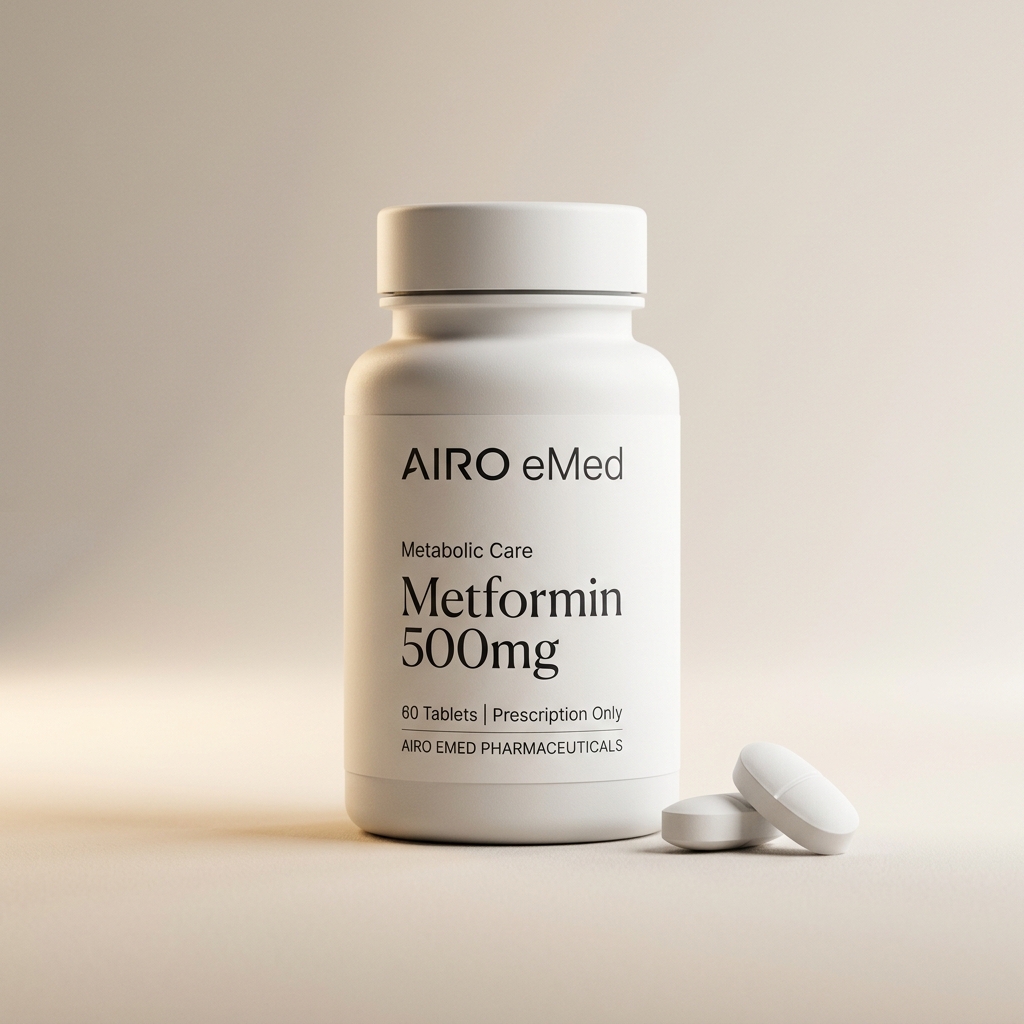 AIRO eMed
Metabolic Care
Metformin
500mg
60 Tablets | Prescription Only
AIRO EMED PHARMACEUTICALS